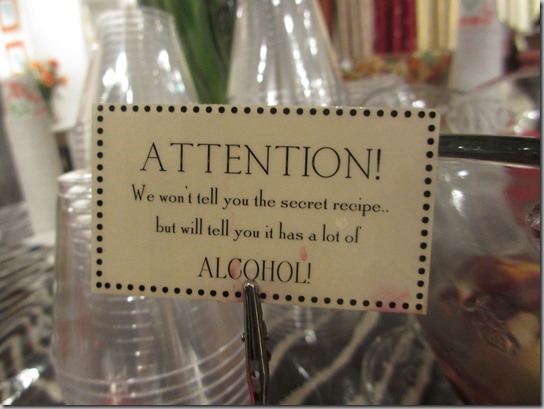 ATTENTION!
We won't tell you the secret recipe..
but will tell you it has a lot of
ALCOHOL!